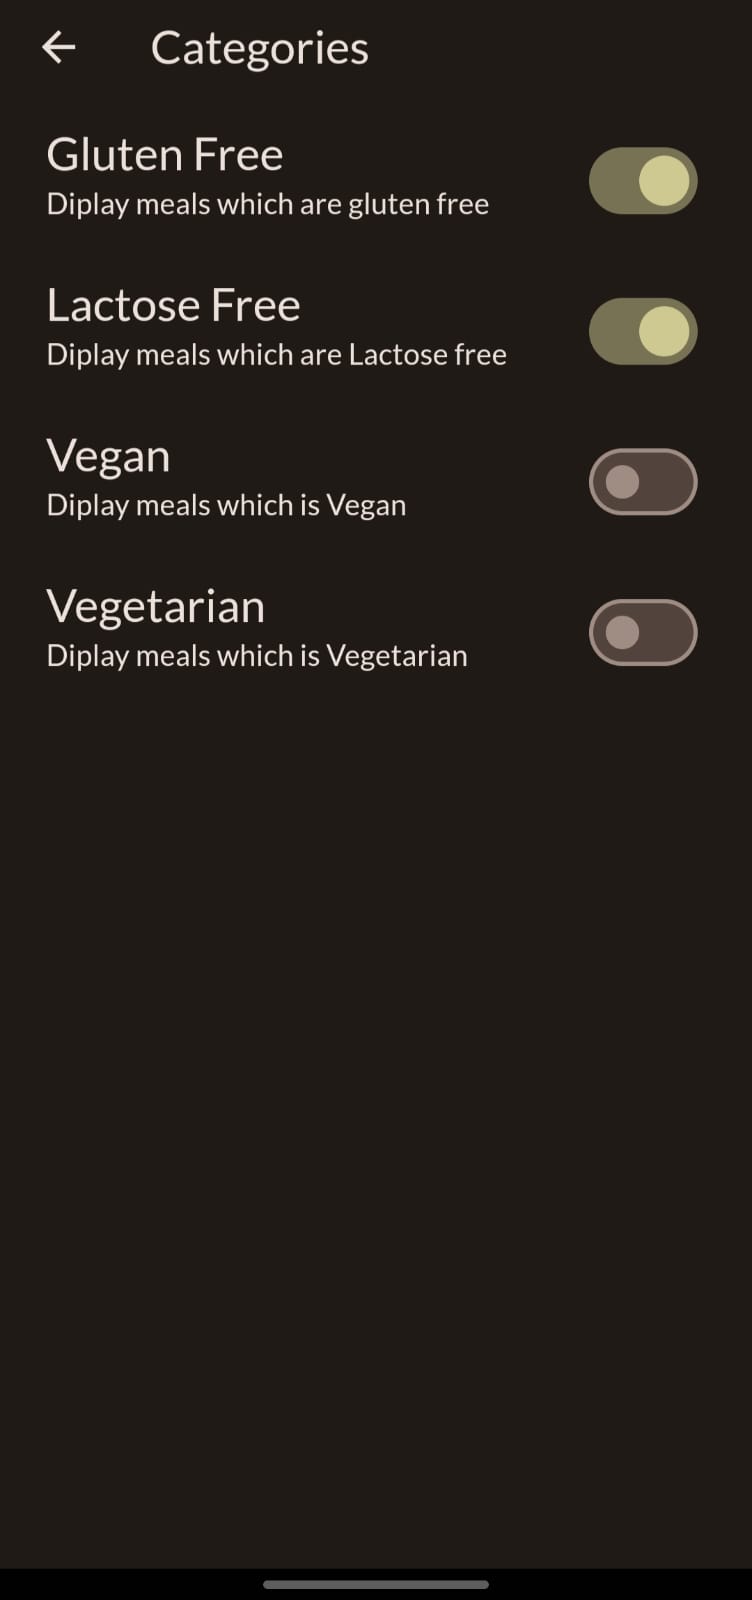 Categories
Gluten Free
Diplay meals which are gluten free
Lactose Free
Diplay meals which are Lactose free
Vegan
Diplay meals which is Vegan
Vegetarian
Diplay meals which is Vegetarian